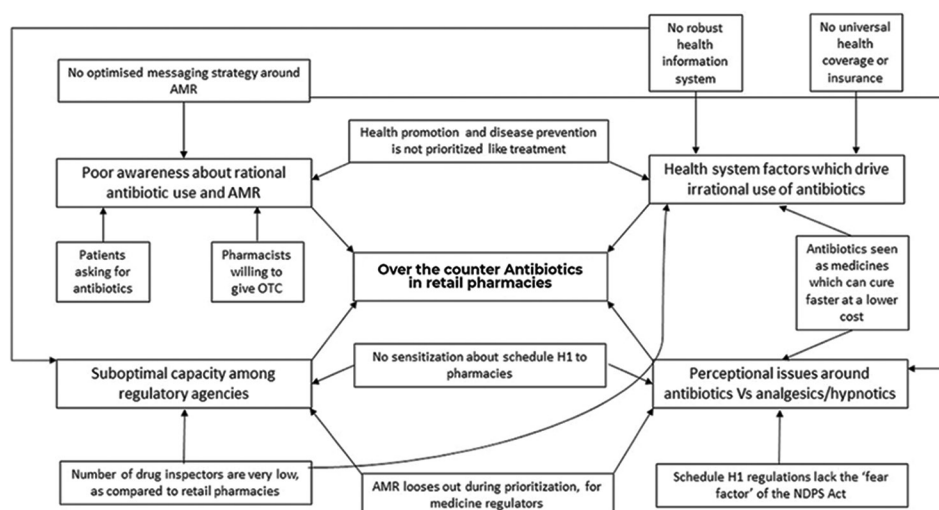 No robust
health
information
system
No universal
health
coverage or
insurance
No optimised messaging strategy around
AMR
Health promotion and disease prevention
is not prioritized like treatment
Poor awareness about rational
antibiotic use and AMR
Health system factors which drive
irrational use of antibiotics
Patients
asking for
antibiotics
Pharmacists
willing to
give OTC
Over the counter Antibiotics
in retail pharmacies
Antibiotics seen
as medicines
which can cure
faster at a lower
cost
Suboptimal capacity among
regulatory agencies
No sensitization about schedule H1 to
pharmacies
Perceptional issues around
antibiotics Vs analgesics/hypnotics
Number of drug inspectors are very low,
as compared to retail pharmacies
AMR looses out during prioritization, for
medicine regulators
Schedule H1 regulations lack the ‘fear
factor’ of the NDPS Act